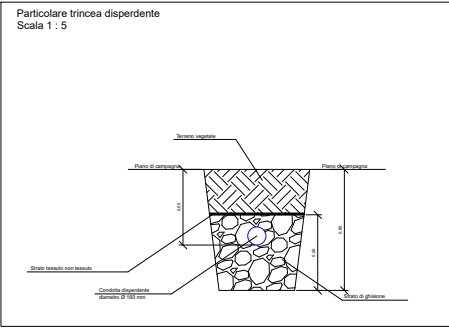 Particolare trincea disperdente
Scala 1 : 5
Terreno vegetale
Piano di campagna
Piano di campagna
Strato tessuto non tessuto
Condotta disperdente
diametro Ø 160 mm
Strato di ghiaione